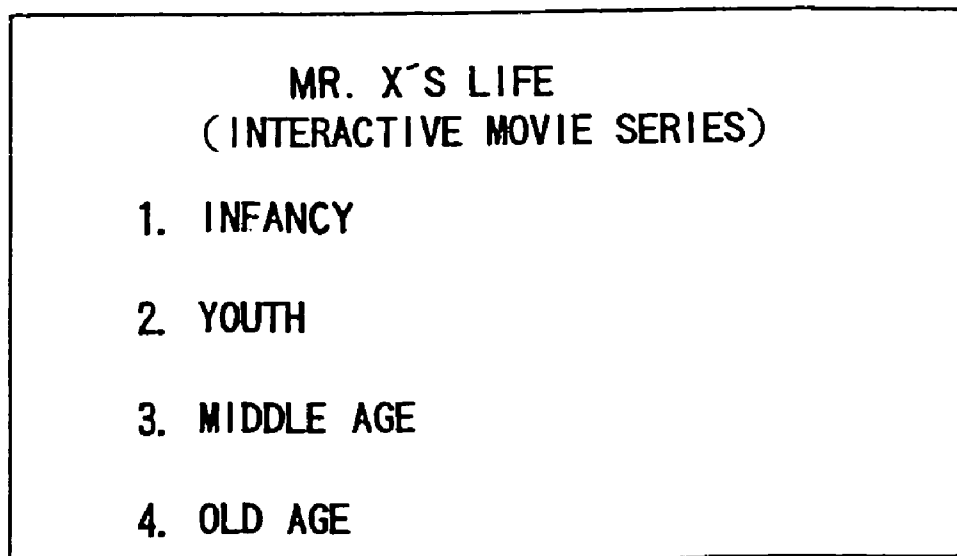 MR. X´S LIFE
(INTERACTIVE MOVIE SERIES)
1. INFANCY
2. YOUTH
3. MIDDLE AGE
4. OLD AGE